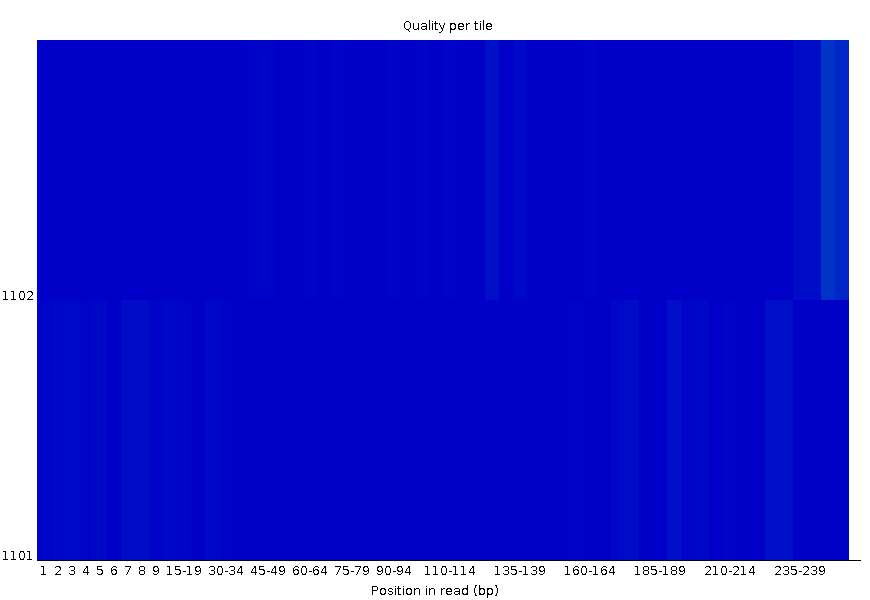 Quality per tile
1102
1101
1 2 3 4 5 6 7 8 9 15-19 30-34 45-49 60-64 75-79 90-94 110-114 135-139 160-164 185-189 210-214 235-239
Position in read (bp)